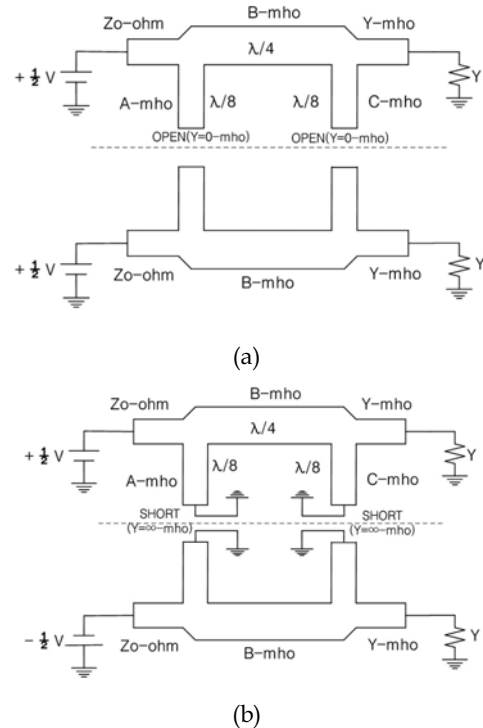 B-mho
Zo-ohm Y-mho
λ/4
+ ½ V
Y
A-mho λ/8 λ/8 C-mho
OPEN(Y=0-mho) OPEN(Y=0-mho)
+ ½ V
Y
Zo-ohm Y-mho
B-mho
(a)
B-mho
Zo-ohm Y-mho
λ/4
+ ½ V
Y
A-mho λ/8 λ/8 C-mho
SHORT SHORT
(Y=∞-mho) (Y=∞-mho)
- ½ V
Y
Zo-ohm Y-mho
B-mho
(b)